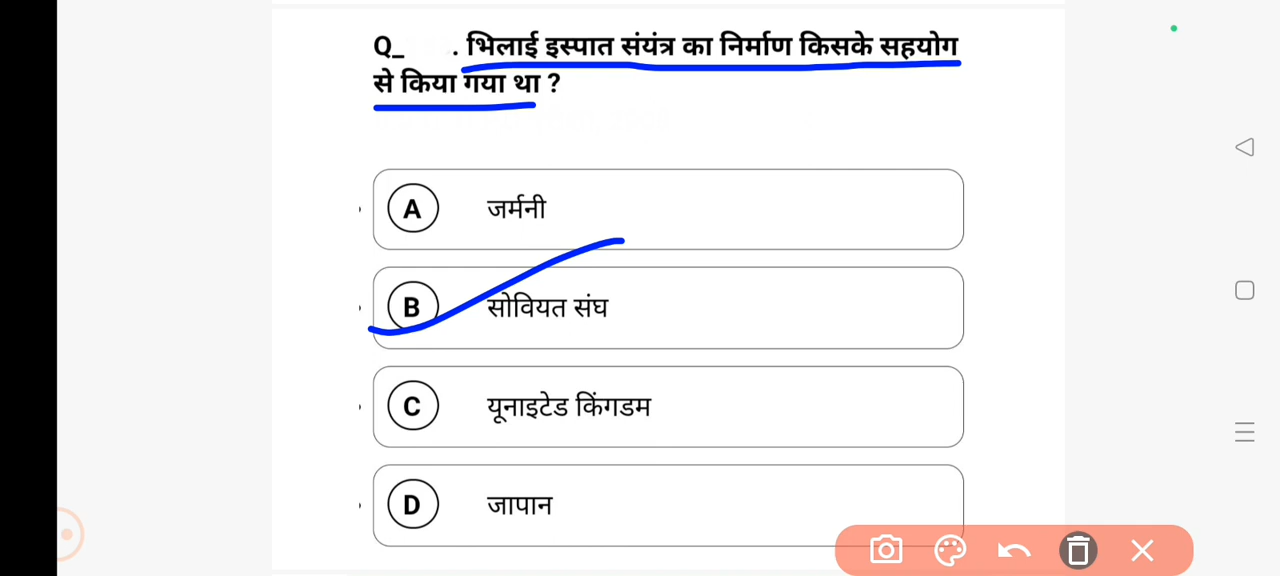 Q_ . भिलाई इस्पात संयंत्र का निर्माण किसके सहयोग
से किया गया था ?
A जर्मनी
B सोवियत संघ
C यूनाइटेड किंगडम
D जापान